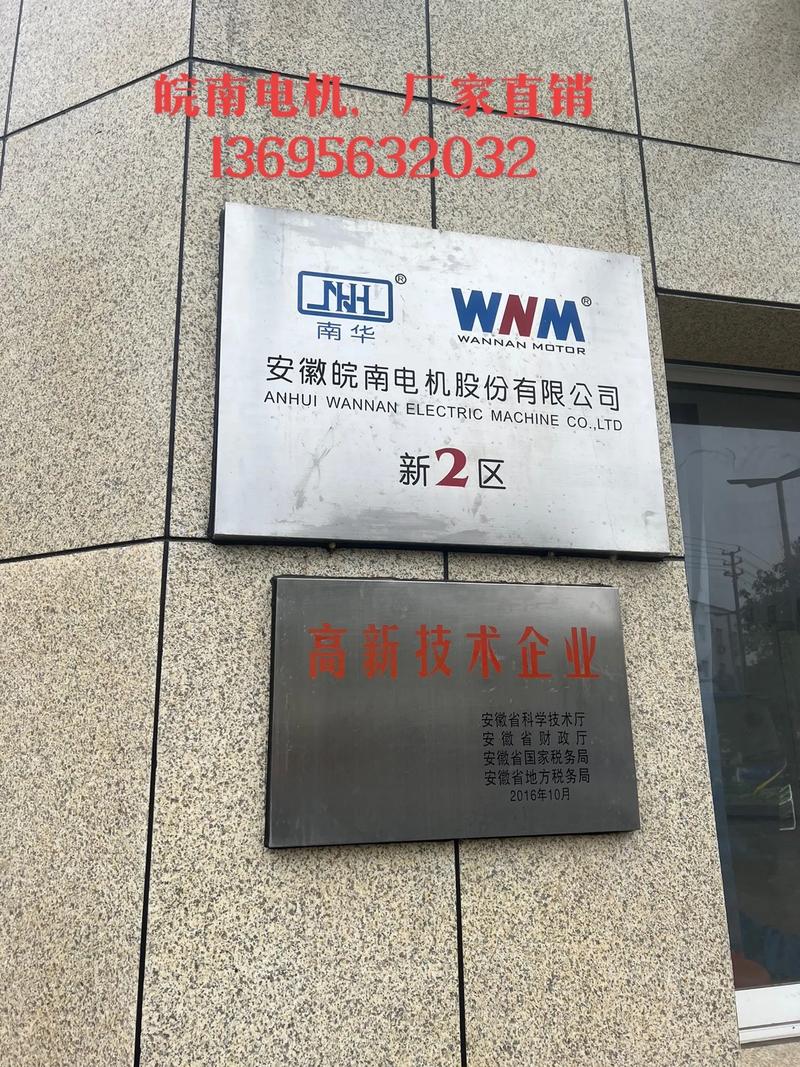 皖南电机，厂家直销
13695632032
NHL® WNM®
南华 WANNAN MOTOR
安徽皖南电机股份有限公司
ANHUI WANNAN ELECTRIC MACHINE CO.,LTD
新2区
高新技术企业
安徽省科学技术厅
安徽省财政厅
安徽省国家税务局
安徽省地方税务局
2016年10月